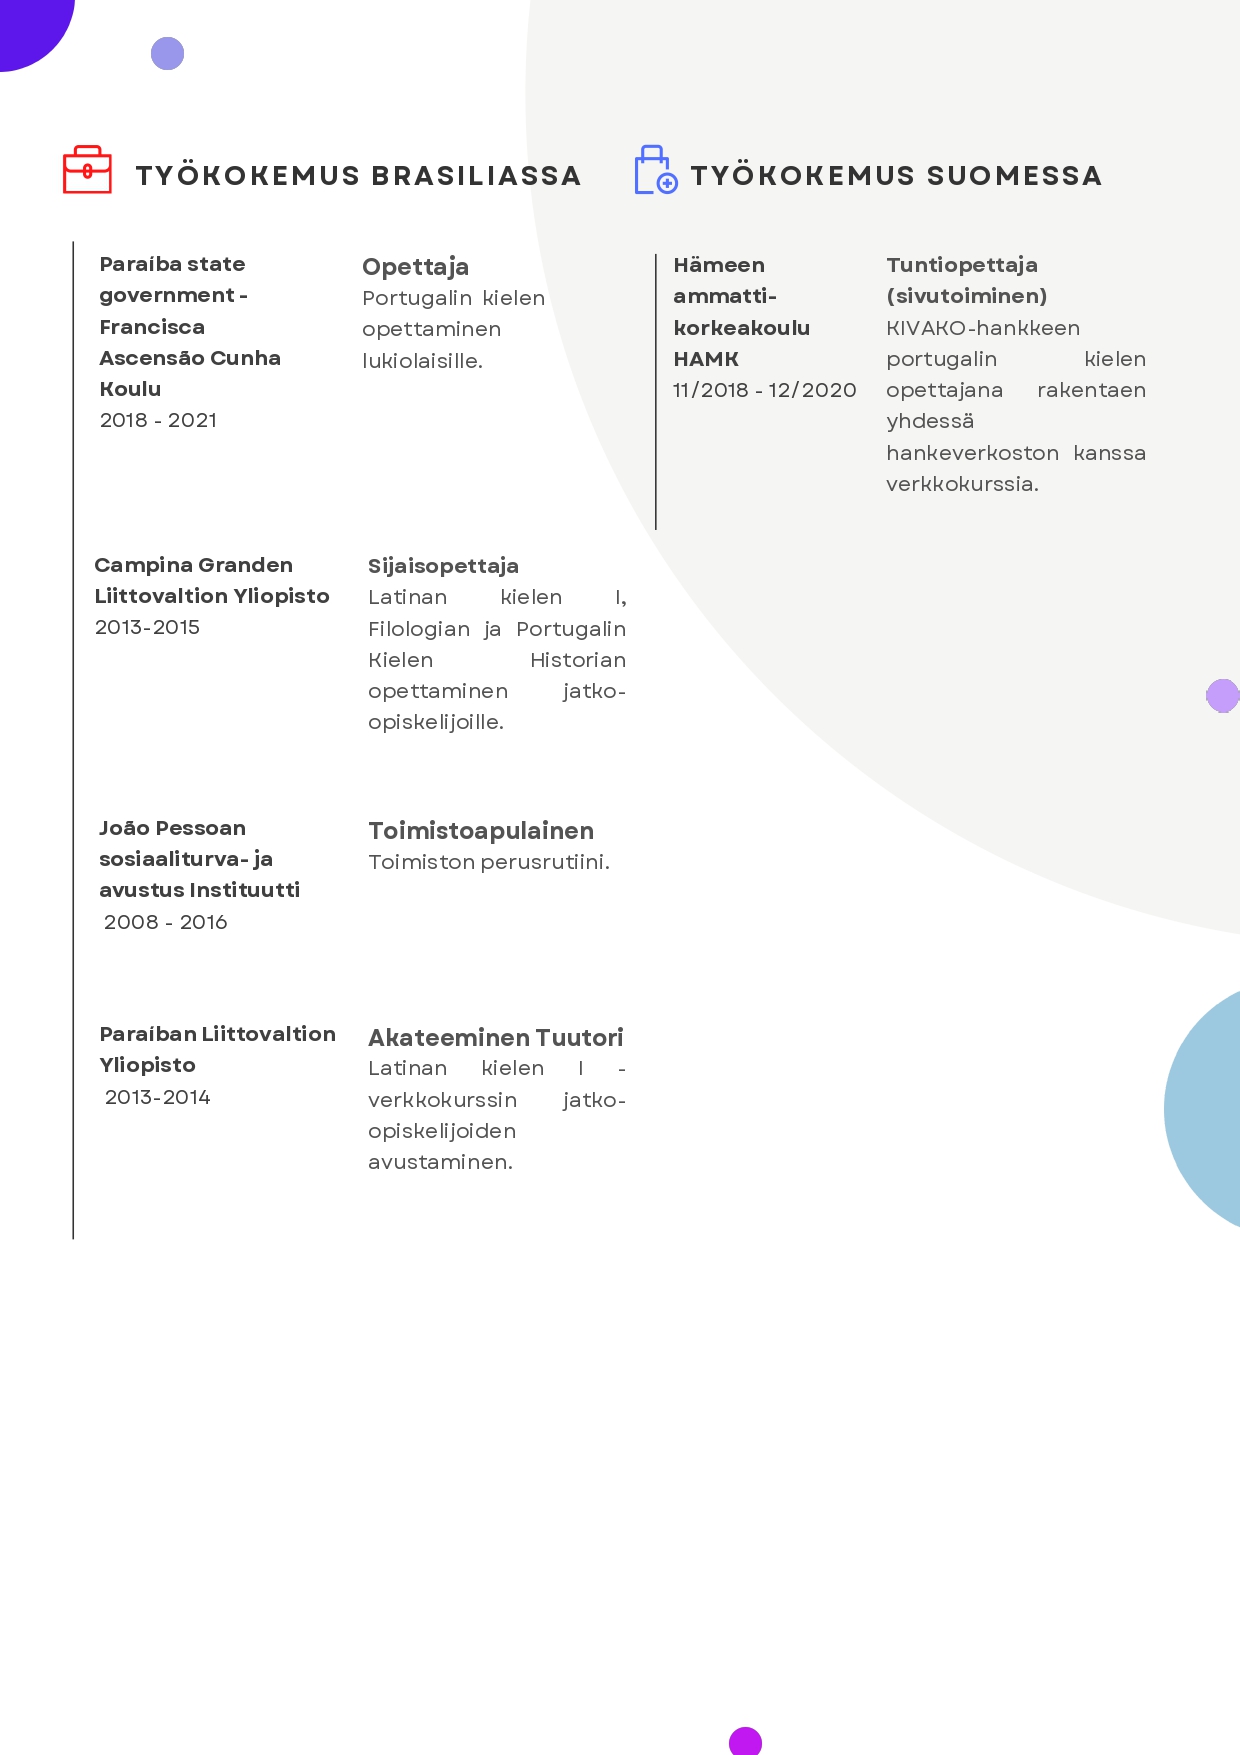 TYÖKOKEMUS BRASILIASSA
Paraíba state
government -
Francisca
Ascensão Cunha
Koulu
2018 - 2021
Opettaja
Portugalin kielen
opettaminen
lukiolaisille.
Campina Granden
Liittovaltion Yliopisto
2013-2015
Sijaisopettaja
Latinan kielen I,
Filologian ja Portugalin
Kielen Historian
opettaminen jatko-
opiskelijoille.
João Pessoan
sosiaaliturva- ja
avustus Instituutti
2008 - 2016
Toimistoapulainen
Toimiston perusrutiini.
Paraíban Liittovaltion
Yliopisto
2013-2014
Akateeminen Tuutori
Latinan kielen I -
verkkokurssin jatko-
opiskelijoiden
avustaminen.
TYÖKOKEMUS SUOMESSA
Hämeen
ammatti-
korkeakoulu
HAMK
11/2018 - 12/2020
Tuntiopettaja
(sivutoiminen)
KIVAKO-hankkeen
portugalin kielen
opettajana rakentaen
yhdessä
hankeverkoston kanssa
verkkokurssia.